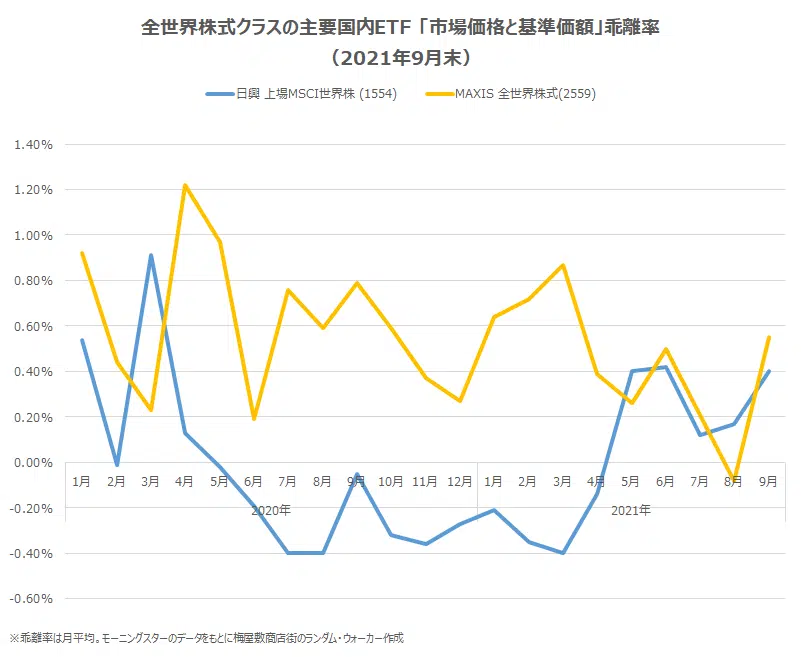 全世界株式クラスの主要国内ETF「市場価格と基準価額」乖離率
（2021年9月末）
日興 上場MSCI世界株 (1554)
MAXIS 全世界株式(2559)
1.40%
1.20%
1.00%
0.80%
0.60%
0.40%
0.20%
0.00%
-0.20%
-0.40%
-0.60%
1月 2月 3月 4月 5月 6月 7月 8月 9月 10月 11月 12月 1月 2月 3月 4月 5月 6月 7月 8月 9月
2020年 2021年
※乖離率は月平均。モーニングスターのデータをもとに梅屋敷商店街のランダム・ウォーカー作成